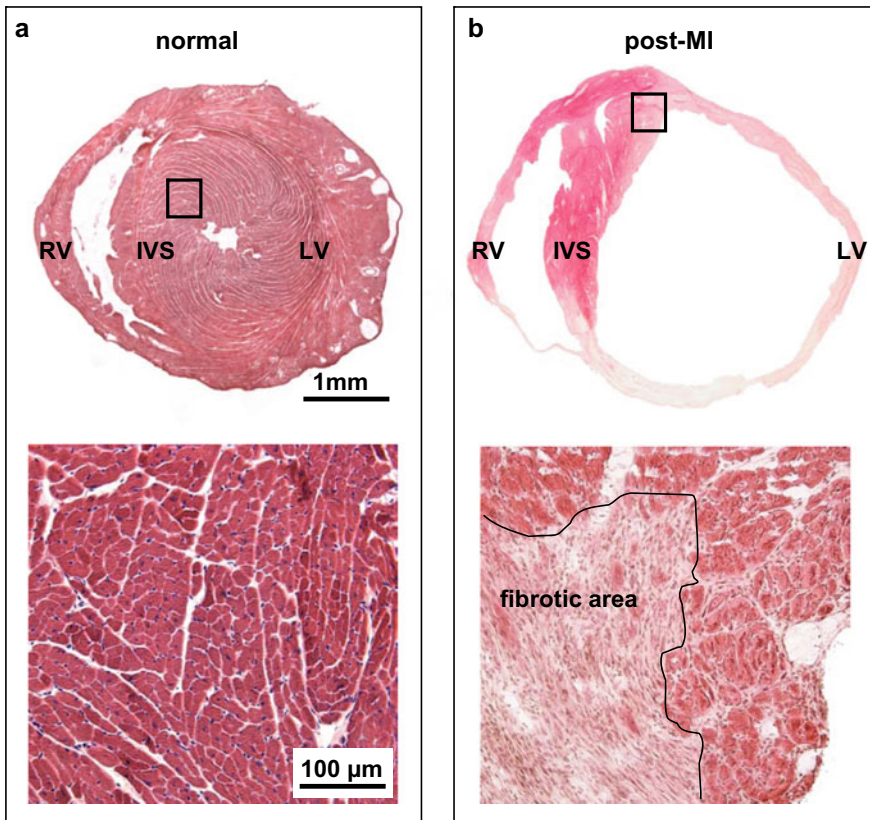 a
normal
RV
IVS
LV
1mm
100 µm
b
post-MI
RV
IVS
LV
fibrotic area